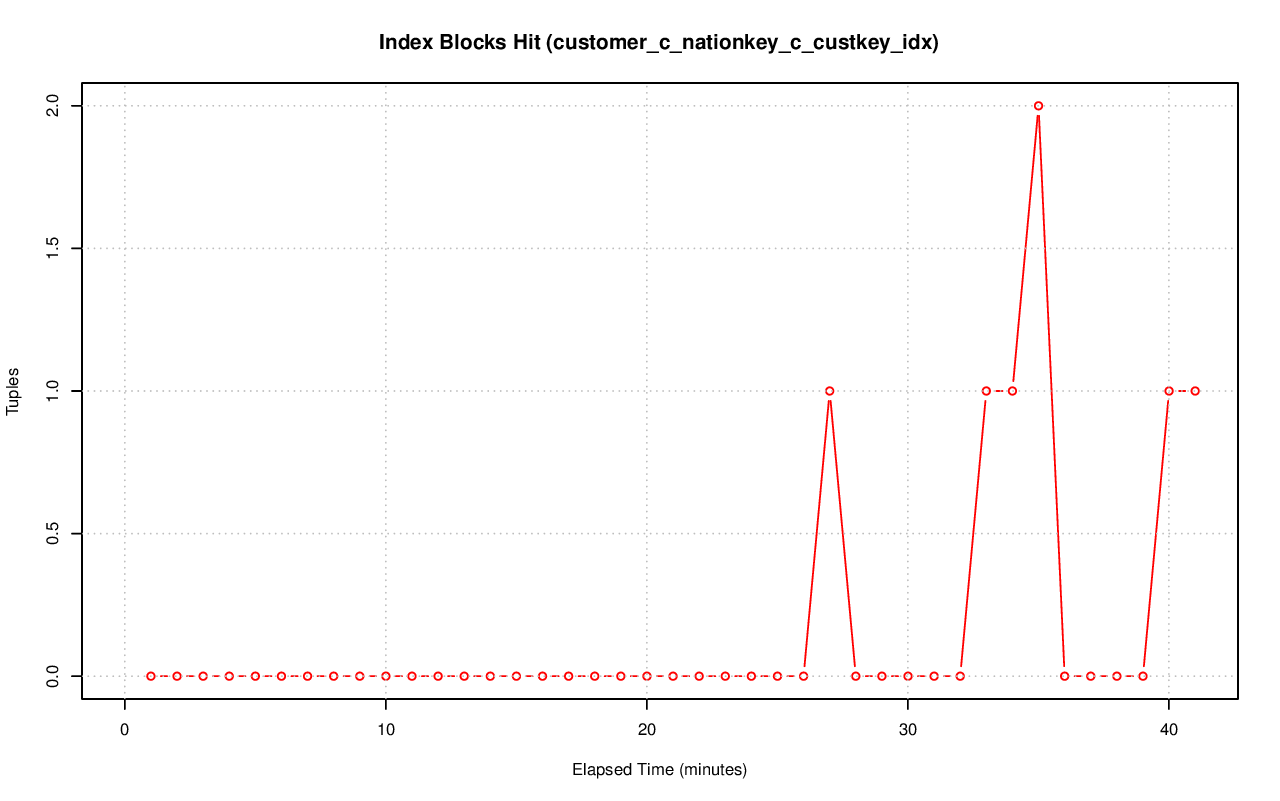 Index Blocks Hit (customer_c_nationkey_c_custkey_idx)
2.0
1.5
1.0
0.5
0.0
Tuples
0 10 20 30 40
Elapsed Time (minutes)